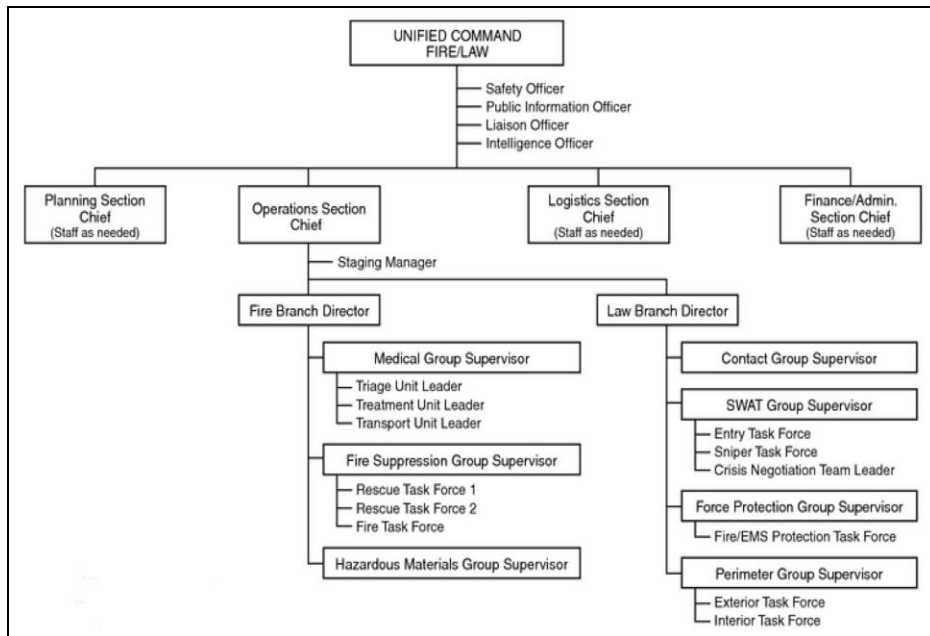 UNIFIED COMMAND
FIRE/LAW
Safety Officer
Public Information Officer
Liaison Officer
Intelligence Officer
Planning Section
Chief
(Staff as needed)
Operations Section
Chief
Logistics Section
Chief
(Staff as needed)
Finance/Admin.
Section Chief
(Staff as needed)
Staging Manager
Fire Branch Director
Medical Group Supervisor
Triage Unit Leader
Treatment Unit Leader
Transport Unit Leader
Fire Suppression Group Supervisor
Rescue Task Force 1
Rescue Task Force 2
Fire Task Force
Hazardous Materials Group Supervisor
Law Branch Director
Contact Group Supervisor
SWAT Group Supervisor
Entry Task Force
Sniper Task Force
Crisis Negotiation Team Leader
Force Protection Group Supervisor
Fire/EMS Protection Task Force
Perimeter Group Supervisor
Exterior Task Force
Interior Task Force